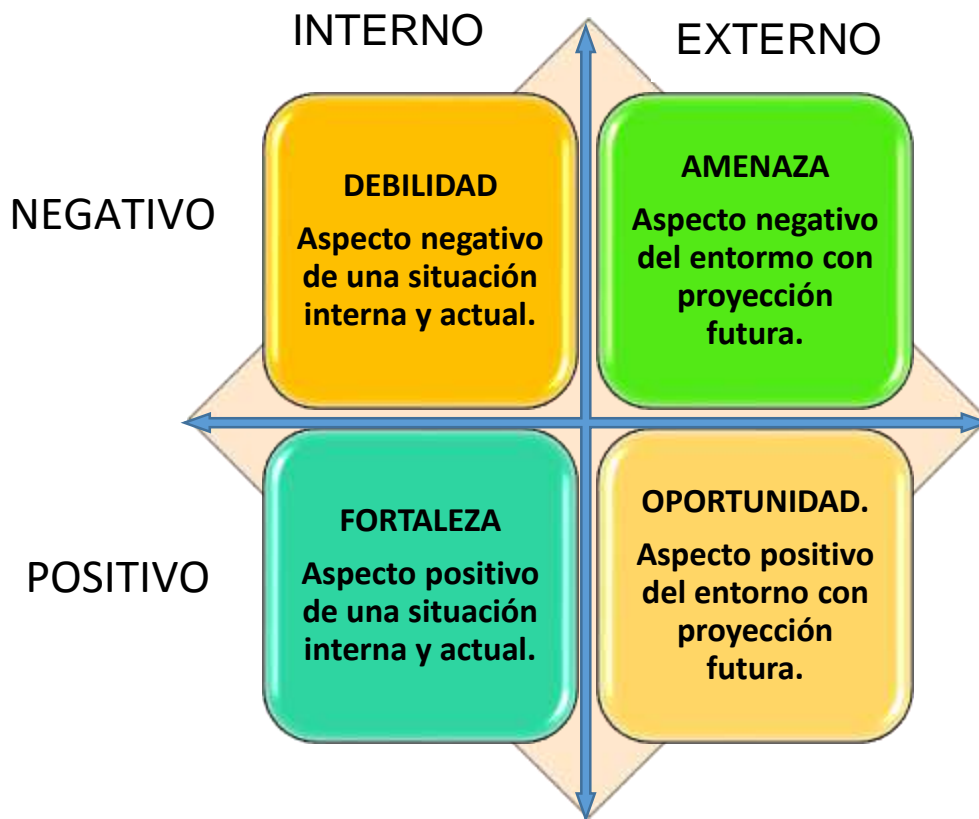 INTERNO
EXTERNO
NEGATIVO
DEBILIDAD
Aspecto negativo
de una situación
interna y actual.
AMENAZA
Aspecto negativo
del entormo con
proyección
futura.
POSITIVO
FORTALEZA
Aspecto positivo
de una situación
interna y actual.
OPORTUNIDAD.
Aspecto positivo
del entorno con
proyección
futura.